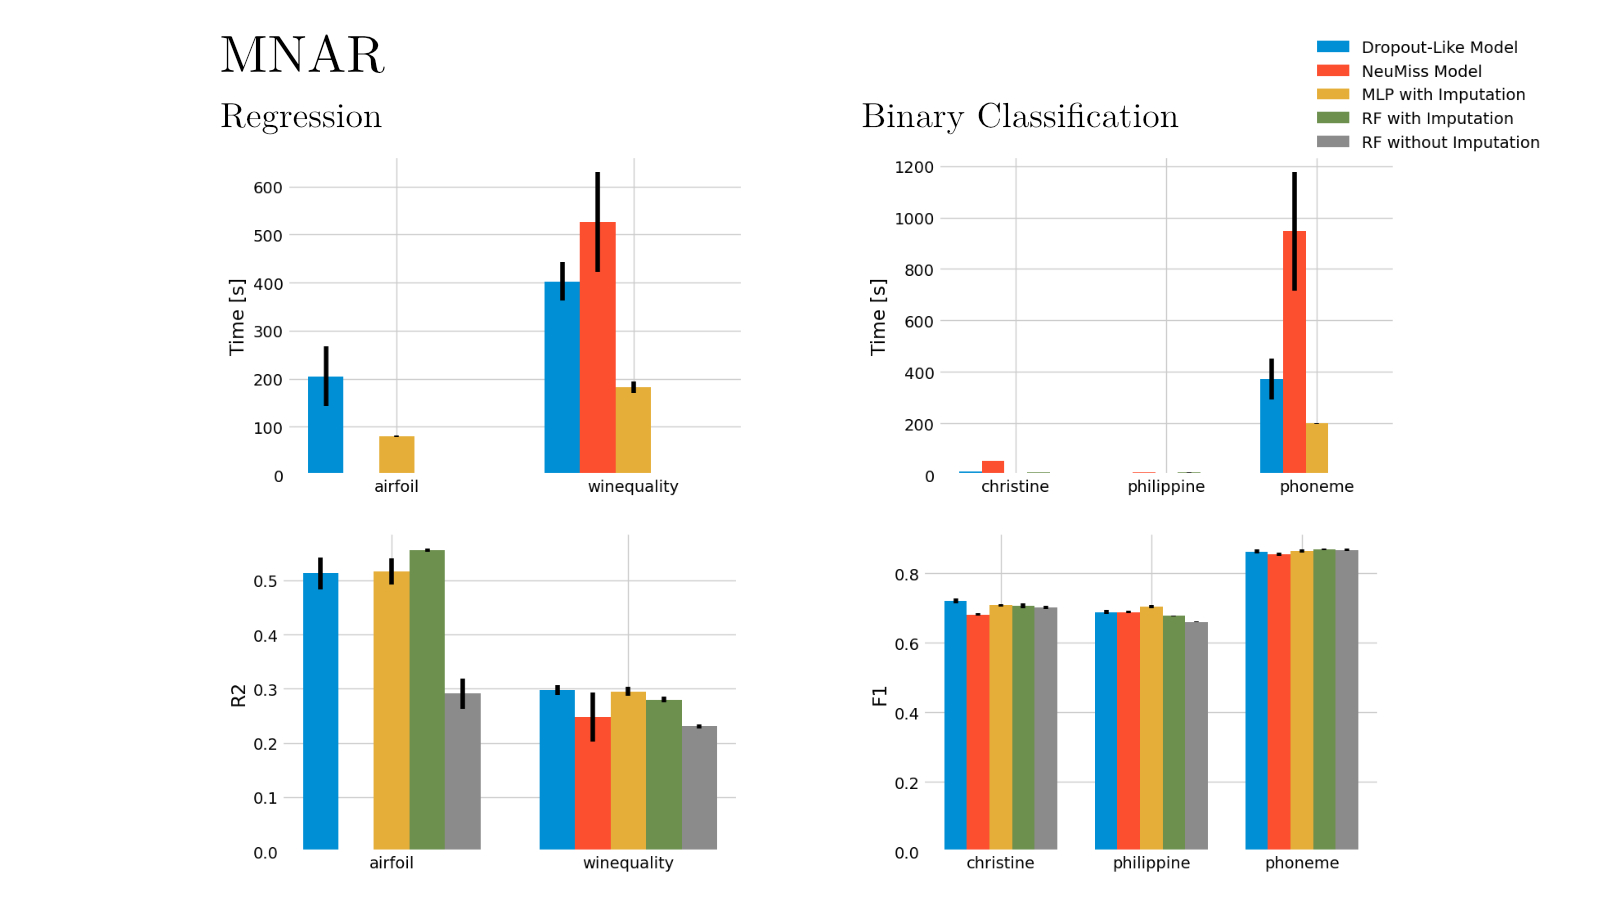 MNAR
Dropout-Like Model
NeuMiss Model
MLP with Imputation
RF with Imputation
RF without Imputation
Regression
Binary Classification
Time [s]
600
500
400
300
200
100
0
airfoil
winequality
Time [s]
1200
1000
800
600
400
200
0
christine
philippine
phoneme
R2
0.5
0.4
0.3
0.2
0.1
0.0
airfoil
winequality
F1
0.8
0.6
0.4
0.2
0.0
christine
philippine
phoneme